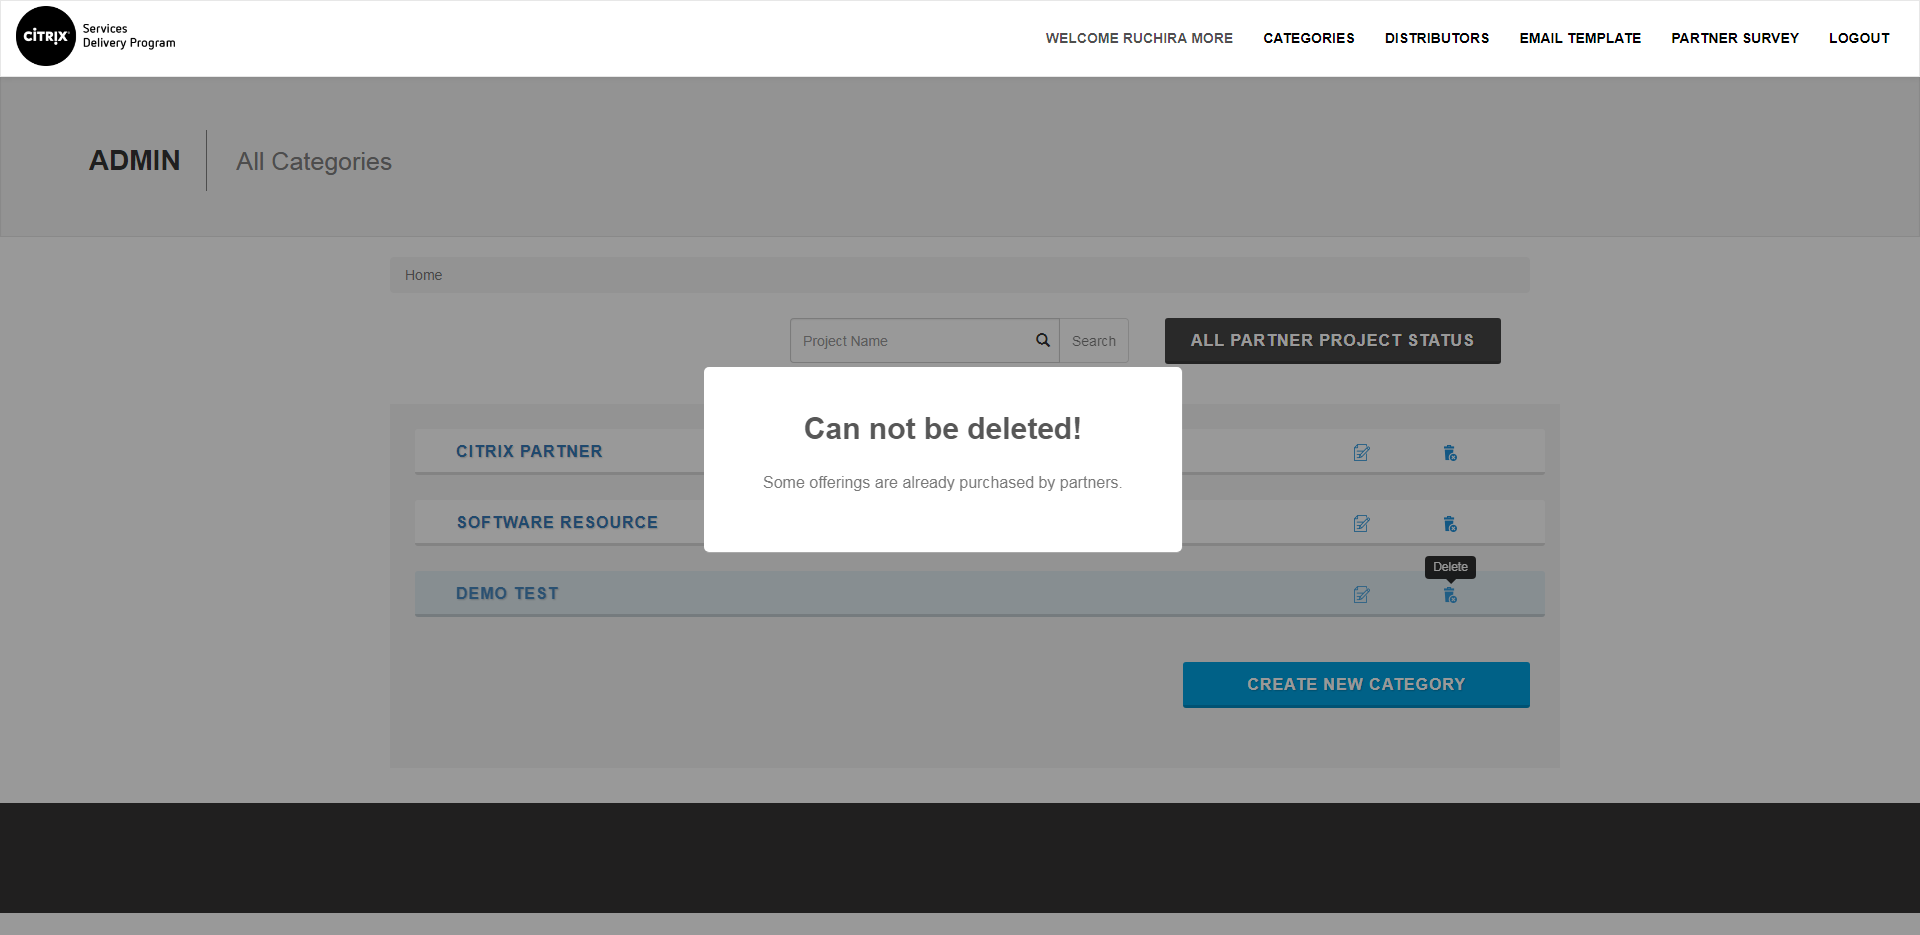 CİTRIX
Services
Delivery Program
WELCOME RUCHIRA MORE
CATEGORIES
DISTRIBUTORS
EMAIL TEMPLATE
PARTNER SURVEY
LOGOUT
ADMIN
All Categories
Home
Project Name
Search
ALL PARTNER PROJECT STATUS
Can not be deleted!
Some offerings are already purchased by partners.
CITRIX PARTNER
SOFTWARE RESOURCE
Delete
DEMO TEST
CREATE NEW CATEGORY